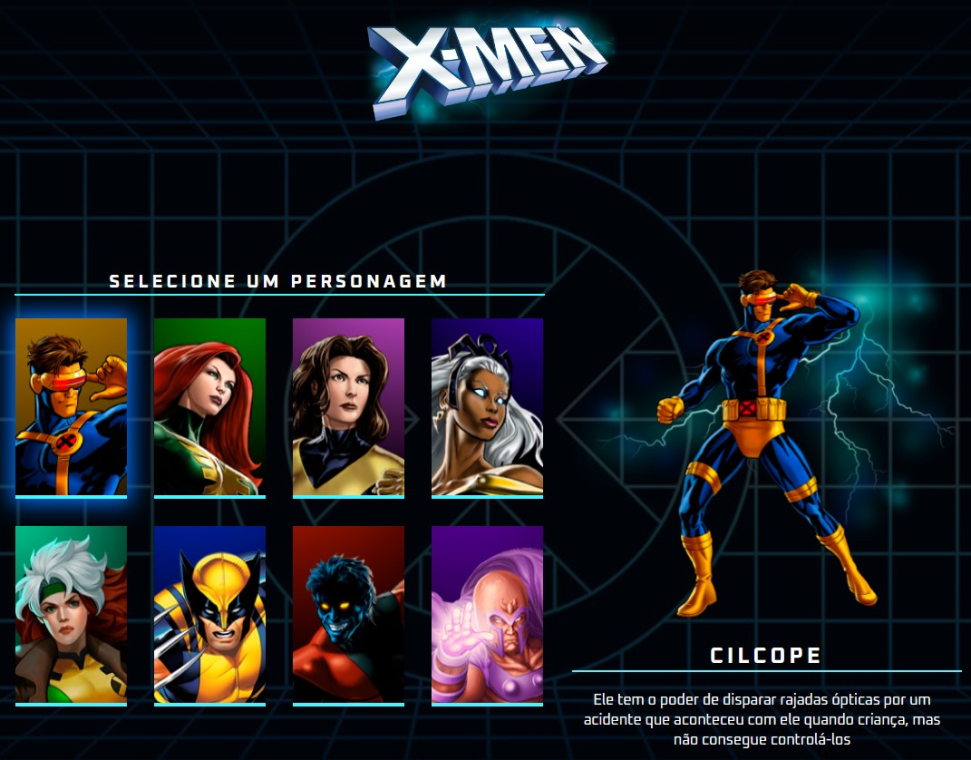 X-MEN
SELECIONE UM PERSONAGEM
CILCOPE
Ele tem o poder de disparar rajadas ópticas por um
acidente que aconteceu com ele quando criança, mas
não consegue controlá-los